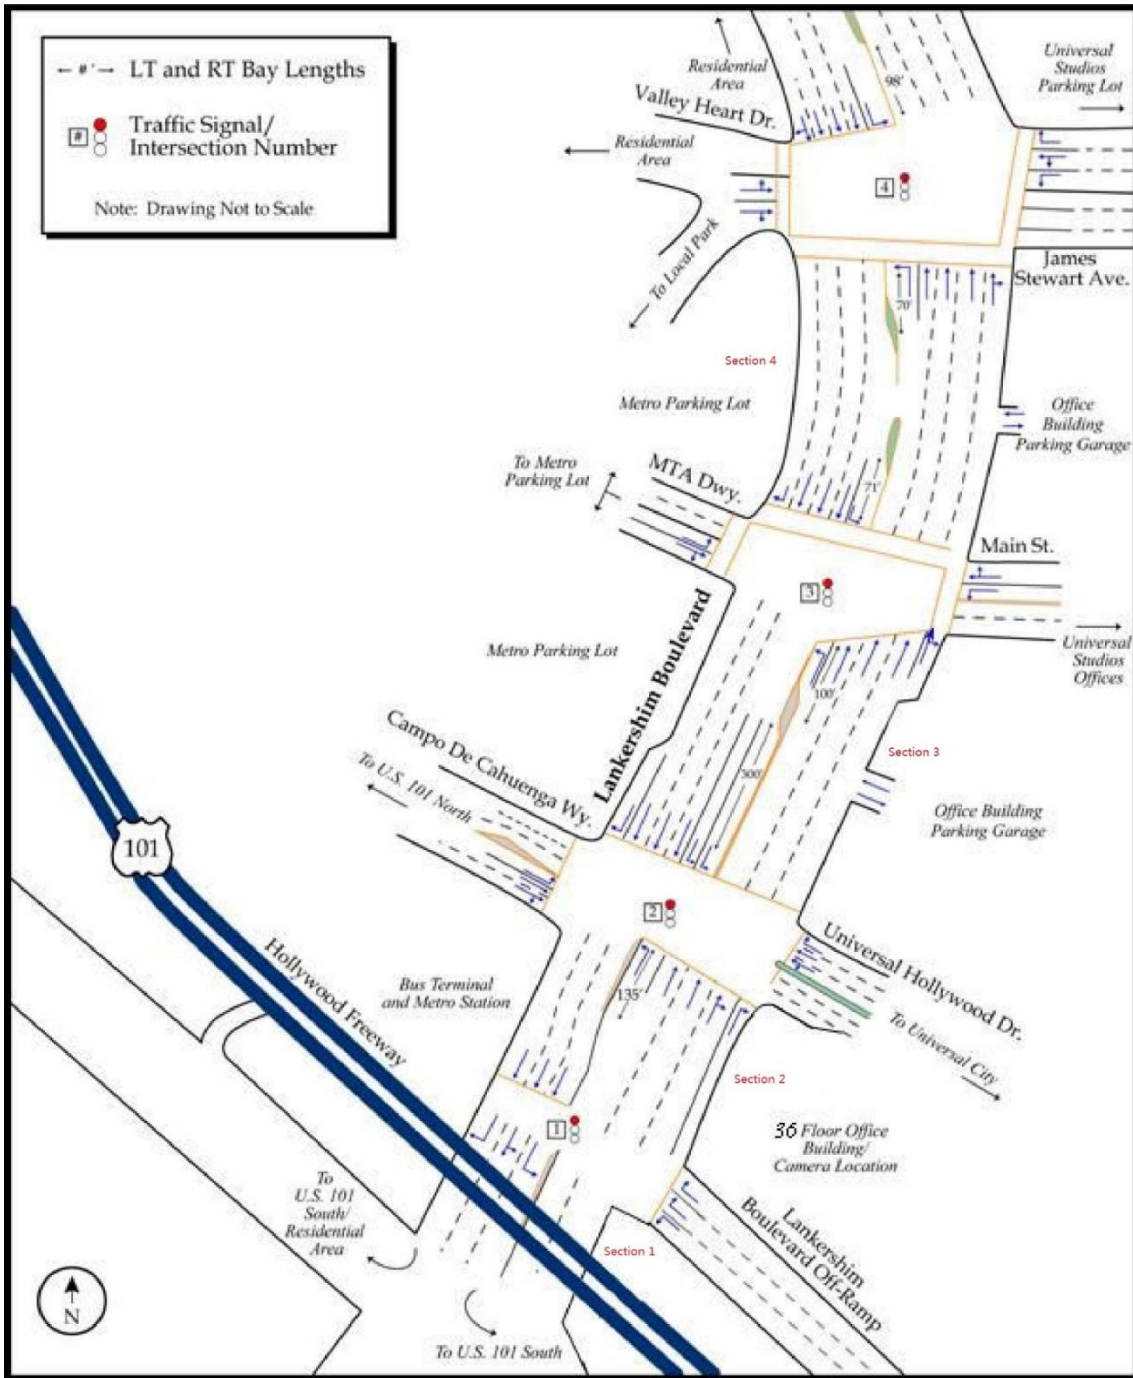 ← # ' → LT and RT Bay Lengths
# Traffic Signal/
Intersection Number
Note: Drawing Not to Scale
Residential
Area
Valley Heart Dr.
Residential
Area
98'
Universal
Studios
Parking Lot
4
To Local Park
James
Stewart Ave.
70'
Section 4
Metro Parking Lot
Office
Building
Parking Garage
To Metro
Parking Lot
MTA Dwy.
71'
Main St.
3
Lankershim Boulevard
Metro Parking Lot
Universal
Studios
Offices
100'
Section 3
Campo De Cahuenga Wy.
To U.S. 101 North
300'
Office Building
Parking Garage
101
2
Universal Hollywood Dr.
Hollywood Freeway
Bus Terminal
and Metro Station
135'
To Universal City
Section 2
1
36 Floor Office
Building/
Camera Location
To
U.S. 101
South/
Residential
Area
Section 1
Lankershim
Boulevard Off-Ramp
N
To U.S. 101 South